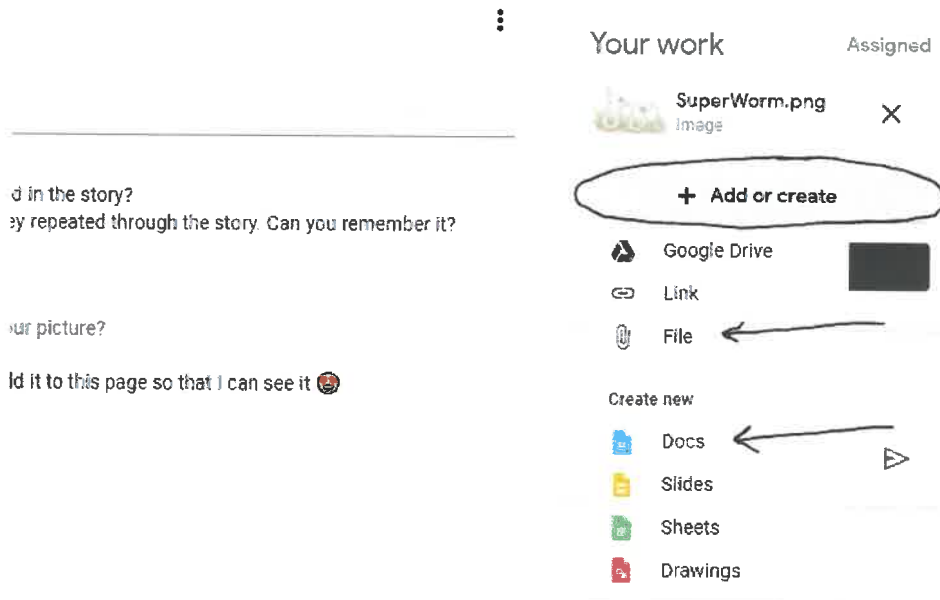 d in the story?
ey repeated through the story. Can you remember it?
our picture?
ld it to this page so that I can see it
Your work
Assigned
SuperWorm.png
Image
+ Add or create
Google Drive
Link
File
Create new
Docs
Slides
Sheets
Drawings